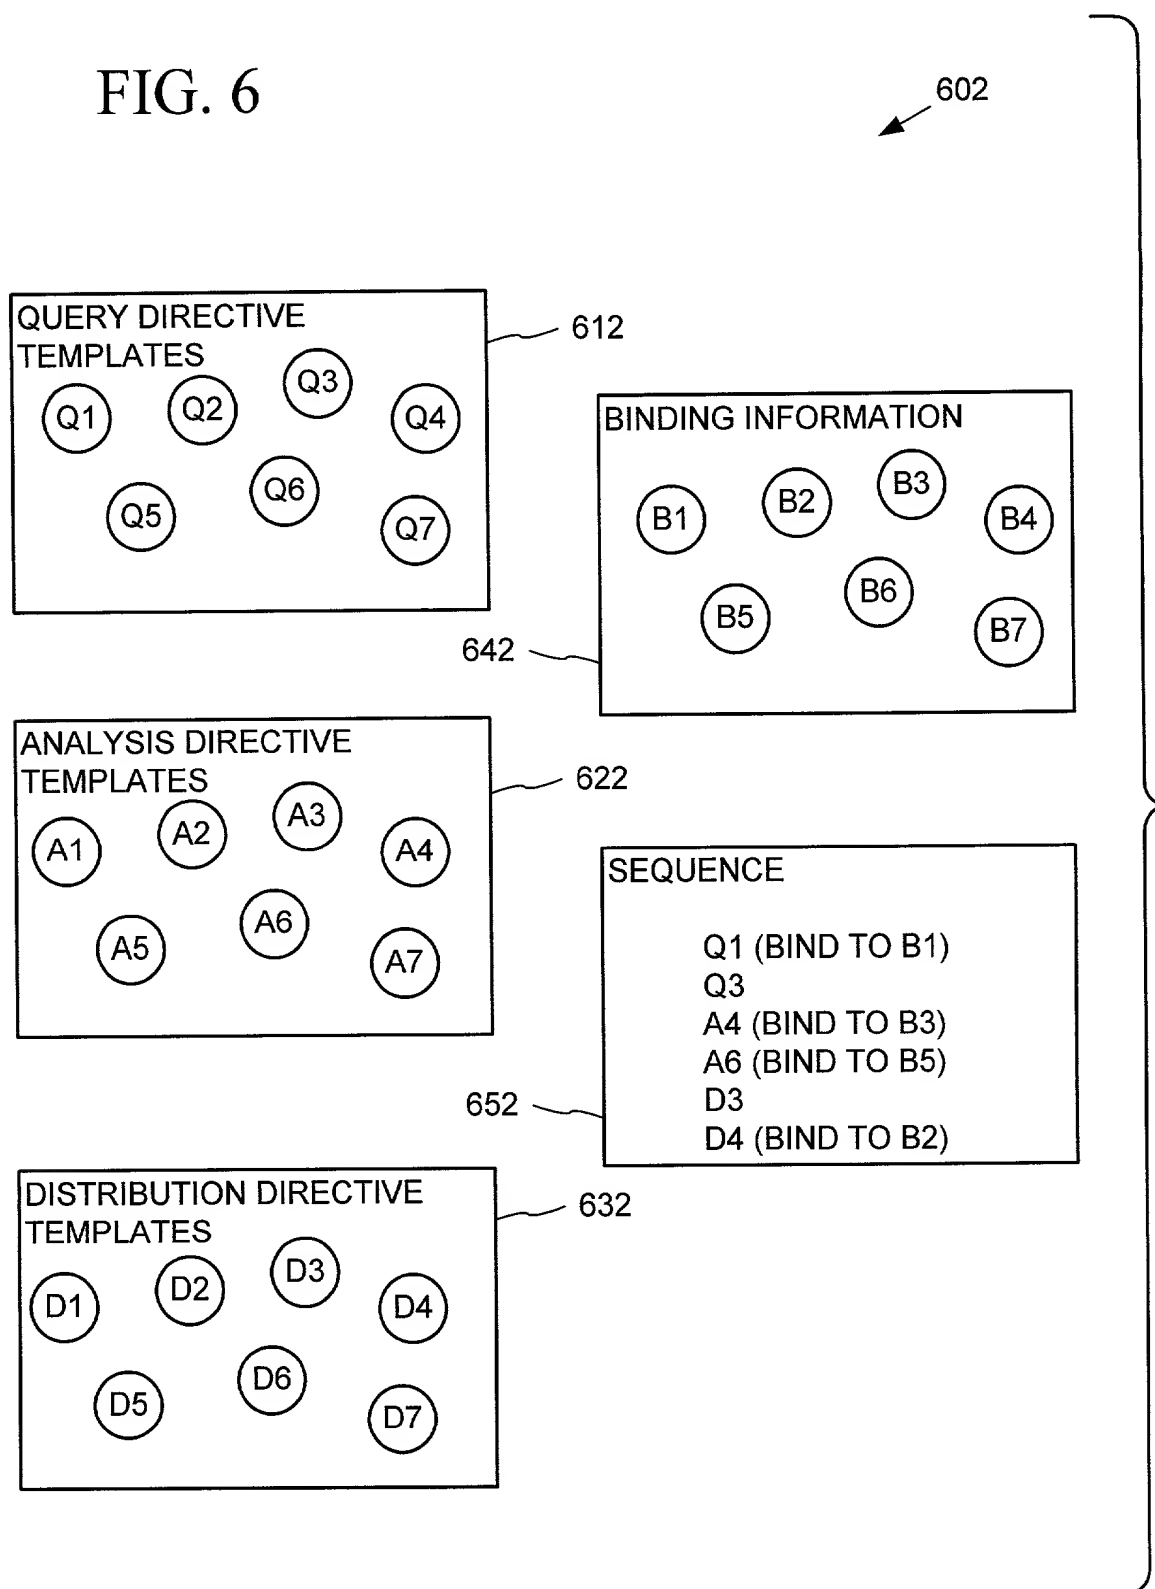 FIG. 6
602
QUERY DIRECTIVE
TEMPLATES
612
Q1 Q2 Q3 Q4
Q5 Q6 Q7
BINDING INFORMATION
B1 B2 B3 B4
B5 B6 B7
642
ANALYSIS DIRECTIVE
TEMPLATES
622
A1 A2 A3 A4
A5 A6 A7
SEQUENCE
Q1 (BIND TO B1)
Q3
A4 (BIND TO B3)
A6 (BIND TO B5)
D3
D4 (BIND TO B2)
652
DISTRIBUTION DIRECTIVE
TEMPLATES
632
D1 D2 D3 D4
D5 D6 D7